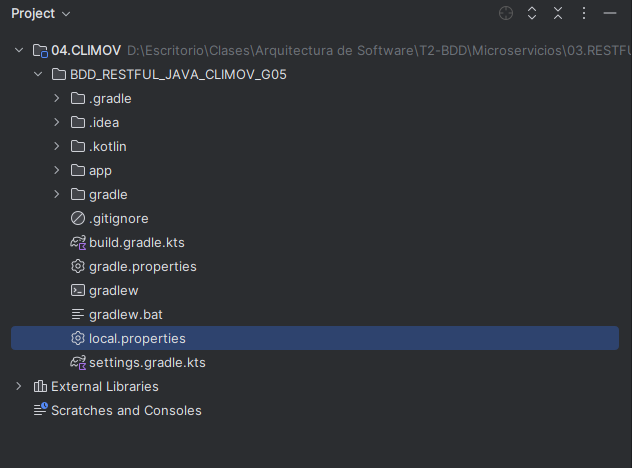 Project
04.CLIMOV D:\Escritorio\Clases\Arquitectura de Software\T2-BDD\Microservicios\03.RESTFU
BDD_RESTFUL_JAVA_CLIMOV_G05
.gradle
.idea
.kotlin
app
gradle
.gitignore
build.gradle.kts
gradle.properties
gradlew
gradlew.bat
local.properties
settings.gradle.kts
External Libraries
Scratches and Consoles